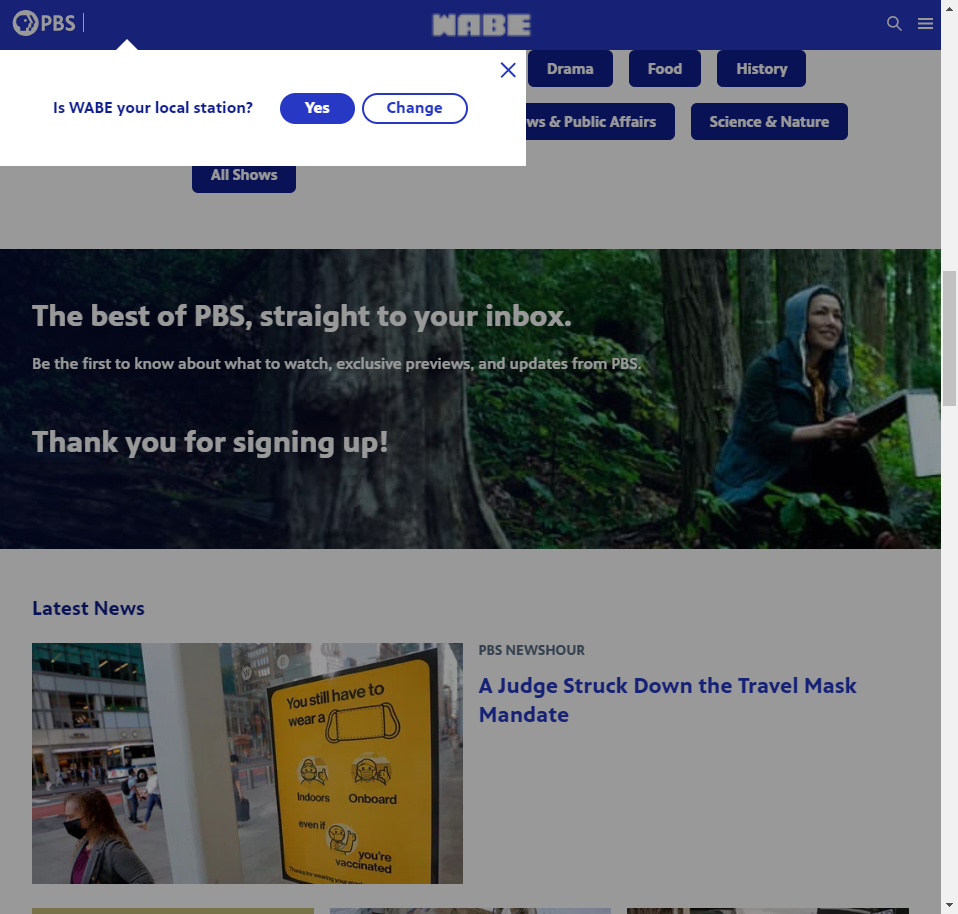 PBS
WABE
Is WABE your local station?
Yes
Change
Drama
Food
History
ws & Public Affairs
Science & Nature
All Shows
The best of PBS, straight to your inbox.
Be the first to know about what to watch, exclusive previews, and updates from PBS.
Thank you for signing up!
Latest News
You still have to
wear a
Indoors
Onboard
even if
you're
vaccinated
PBS NEWSHOUR
A Judge Struck Down the Travel Mask
Mandate